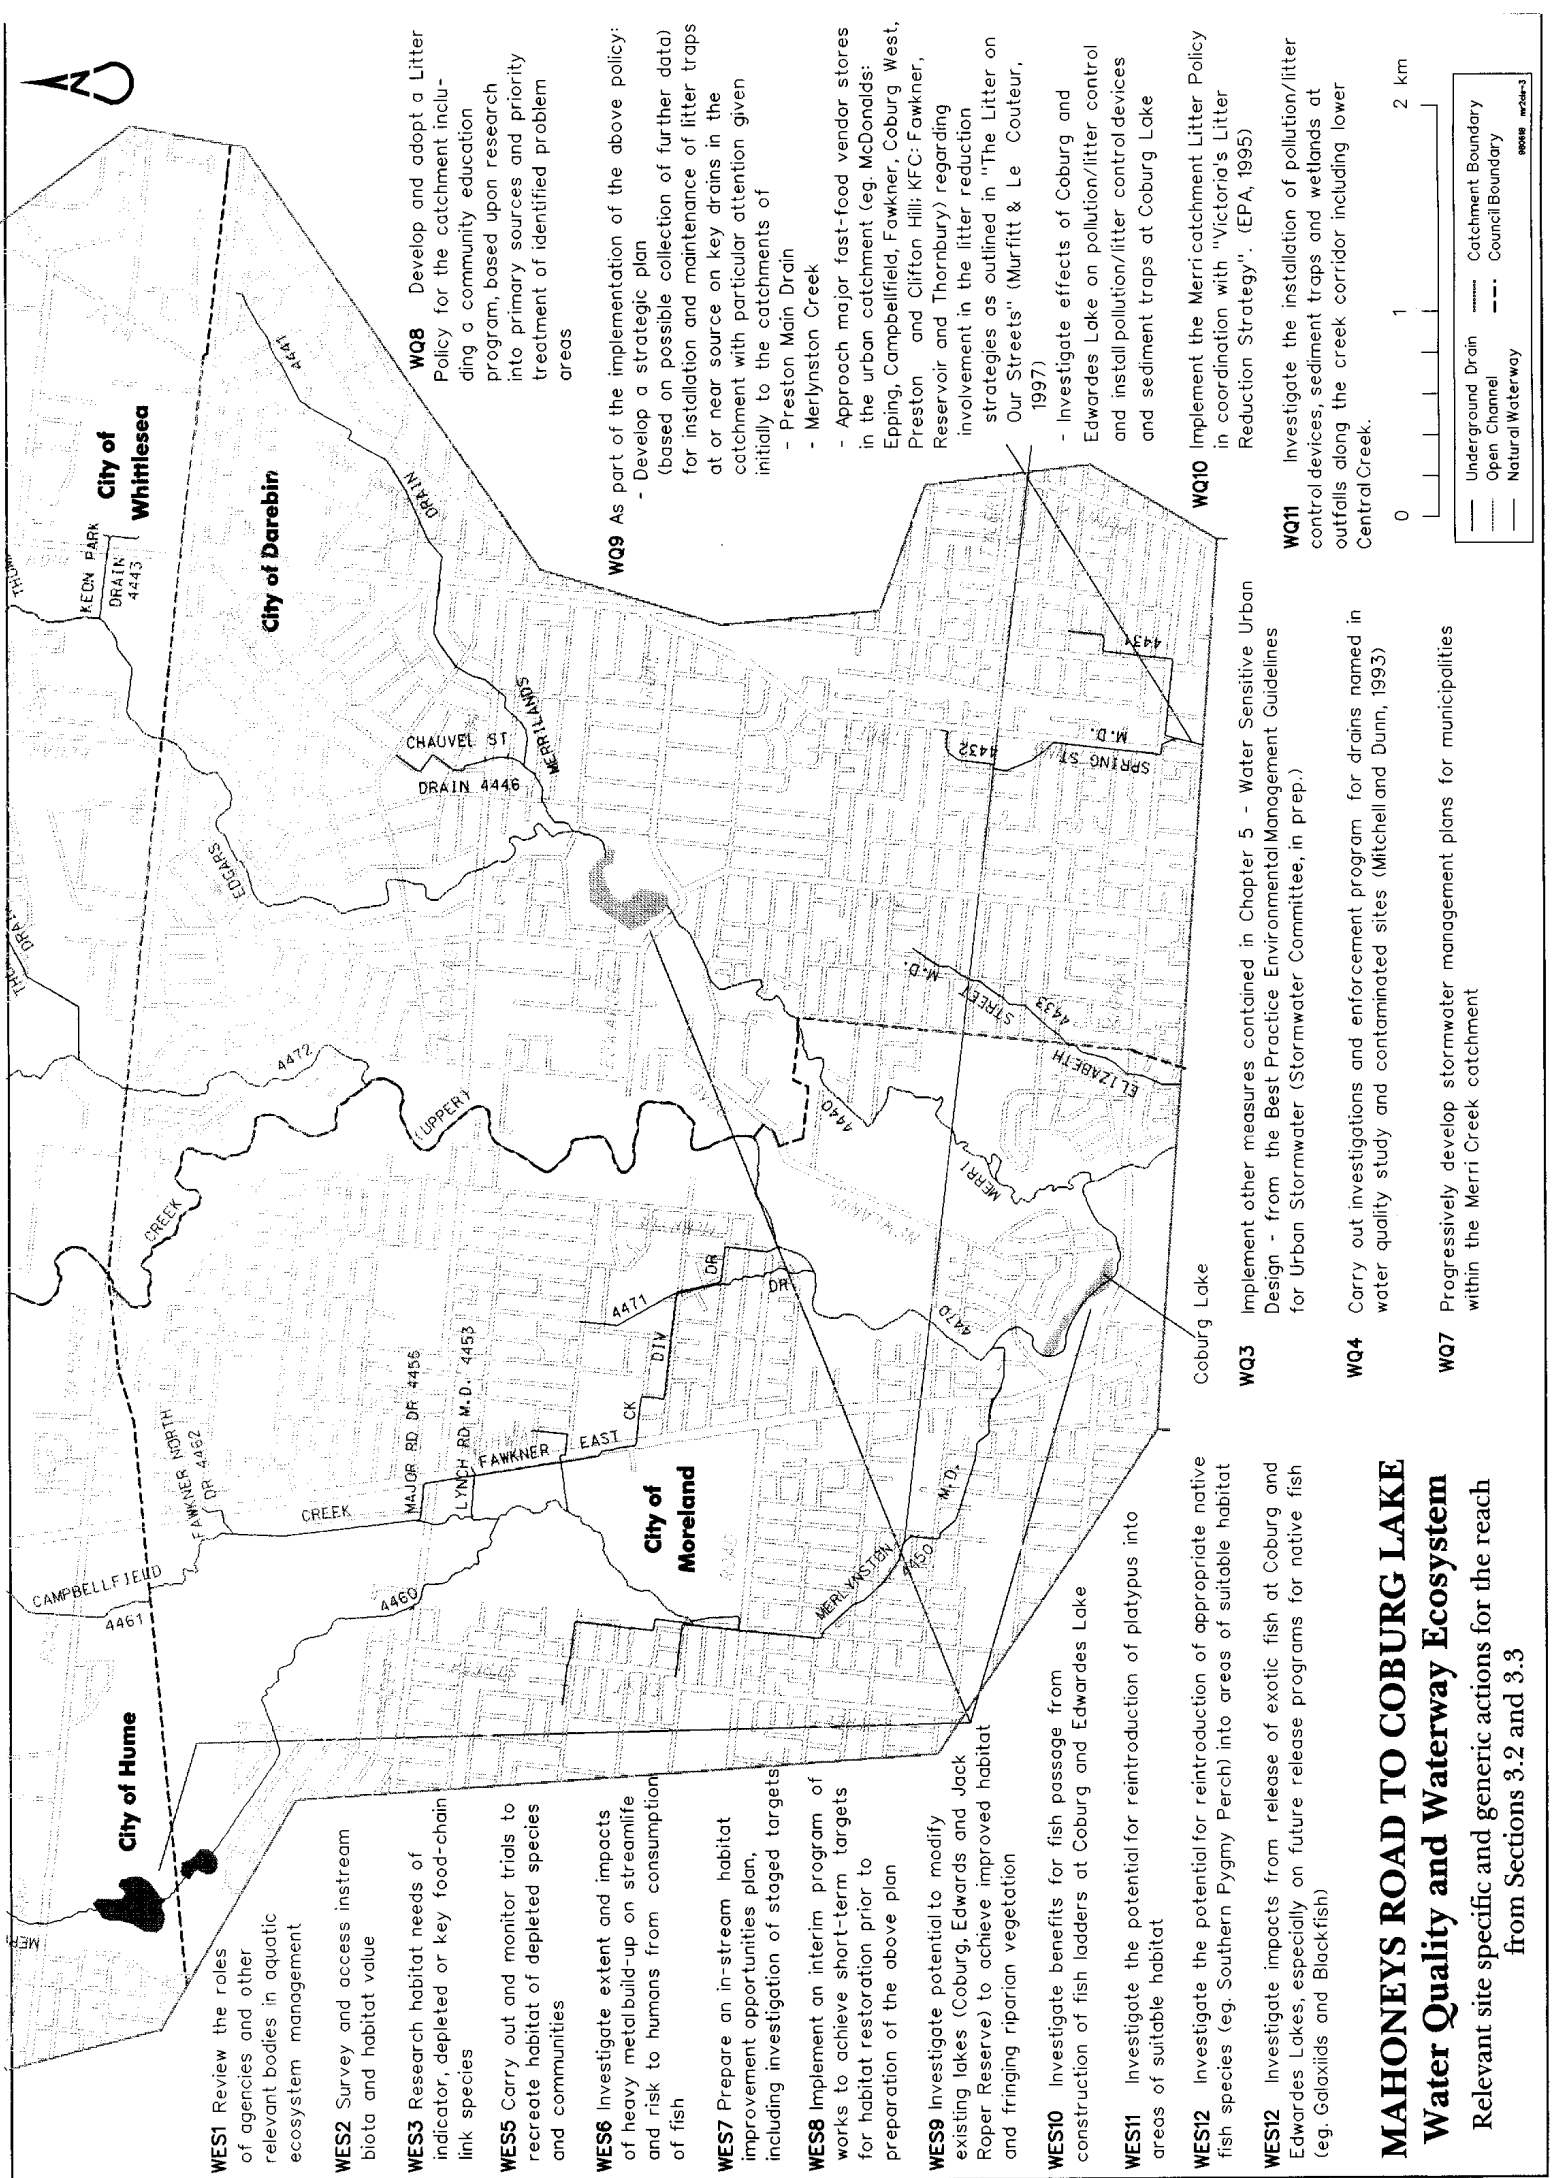 WES1 Review the roles
of agencies and other
relevant bodies in aquatic
ecosystem management
WES2 Survey and access instream
biota and habitat value
WES3 Research habitat needs of
indicator, depleted or key food-chain
link species
WES5 Carry out and monitor trials to
recreate habitat of depleted species
and communities
WES6 Investigate extent and impacts
of heavy metal build-up on streamlife
and risk to humans from consumption
of fish
WES7 Prepare an in-stream habitat
improvement opportunities plan,
including investigation of staged targets
WES8 Implement an interim program of
works to achieve short-term targets
for habitat restoration prior to
preparation of the above plan
WES9 Investigate potential to modify
existing lakes (Coburg, Edwards and Jack
Roper Reserve) to achieve improved habitat
and fringing riparian vegetation
WES10 Investigate benefits for fish passage from
construction of fish ladders at Coburg and Edwardes Lake
WES11 Investigate the potential for reintroduction of platypus into
areas of suitable habitat
WES12 Investigate the potential for reintroduction of appropriate native
fish species (eg. Southern Pygmy Perch) into areas of suitable habitat
WES12 Investigate impacts from release of exotic fish at Coburg and
Edwardes Lakes, especially on future release programs for native fish
(eg. Galaxiids and Blackfish)
MAHONEYS ROAD TO COBURG LAKE
Water Quality and Waterway Ecosystem
Relevant site specific and generic actions for the reach
from Sections 3.2 and 3.3
City of Hume
CAMPBELLFIELD
4461
CREEK
FAWKNER NORTH
DR 4462
4460
MAJOR RD DR 4456
LYNCH RD M.D. 4453
FAWKNER
EAST
CK
DIV
DR
DR
4471
4470
City of
Moreland
MERLYNSTON
4450
M.D.
CREEK
(UPPER)
4472
EDGARS
KEON PARK
DRAIN
4443
City of
Whittlesea
City of Darebin
4441
DRAIN
MERRILANDS
CHAUVEL ST
DRAIN 4446
4440
MERRI
ELIZABETH
STREET
4433
M.D.
4432
SPRING ST.
M.D.
4431
Coburg Lake
WQ3 Implement other measures contained in Chapter 5 - Water Sensitive Urban
Design - from the Best Practice Environmental Management Guidelines
for Urban Stormwater (Stormwater Committee, in prep.)
WQ4 Carry out investigations and enforcement program for drains named in
water quality study and contaminated sites (Mitchell and Dunn, 1993)
WQ7 Progressively develop stormwater management plans for municipalities
within the Merri Creek catchment
N
WQ8 Develop and adopt a Litter
Policy for the catchment inclu-
ding a community education
program, based upon research
into primary sources and priority
treatment of identified problem
areas
WQ9 As part of the implementation of the above policy:
- Develop a strategic plan
(based on possible collection of further data)
for installation and maintenance of litter traps
at or near source on key drains in the
catchment with particular attention given
initially to the catchments of
- Preston Main Drain
- Merlynston Creek
- Approach major fast-food vendor stores
in the urban catchment (eg. McDonalds:
Epping, Campbellfield, Fawkner, Coburg West,
Preston and Clifton Hill; KFC: Fawkner,
Reservoir and Thornbury) regarding
involvement in the litter reduction
strategies as outlined in "The Litter on
Our Streets" (Murfitt & Le Couteur,
1997)
- Investigate effects of Coburg and
Edwardes Lake on pollution/litter control
and install pollution/litter control devices
and sediment traps at Coburg Lake
WQ10 Implement the Merri catchment Litter Policy
in coordination with "Victoria's Litter
Reduction Strategy". (EPA, 1995)
WQ11 Investigate the installation of pollution/litter
control devices, sediment traps and wetlands at
outfalls along the creek corridor including lower
Central Creek.
0 1 2 km
Underground Drain
Open Channel
Natural Waterway
Catchment Boundary
Council Boundary